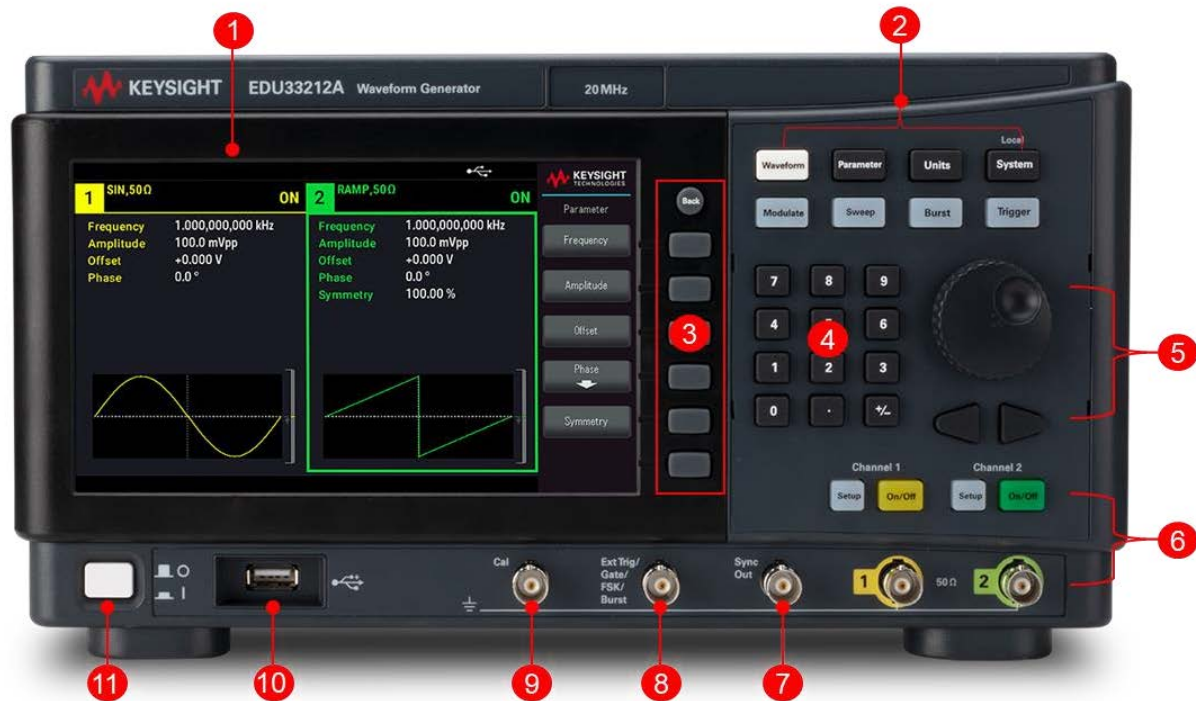 1
2
KEYSIGHT EDU33212A Waveform Generator 20 MHz
Local
Waveform Parameter Units System
Modulate Sweep Burst Trigger
1 SIN,50Ω ON
Frequency 1.000,000,000 kHz
Amplitude 100.0 mVpp
Offset +0.000 V
Phase 0.0 °
2 RAMP,50Ω ON
Frequency 1.000,000,000 kHz
Amplitude 100.0 mVpp
Offset +0.000 V
Phase 0.0 °
Symmetry 100.00 %
KEYSIGHT
TECHNOLOGIES
Parameter
Frequency
Amplitude
Offset
Phase
Symmetry
Back
3
7 8 9
4 6
1 2 3
0 . +/-
4
5
Channel 1 Channel 2
Setup On/Off Setup On/Off
6
Cal
Ext Trig/
Gate/
FSK/
Burst
Sync
Out
1 50 Ω 2
11
10
9
8
7